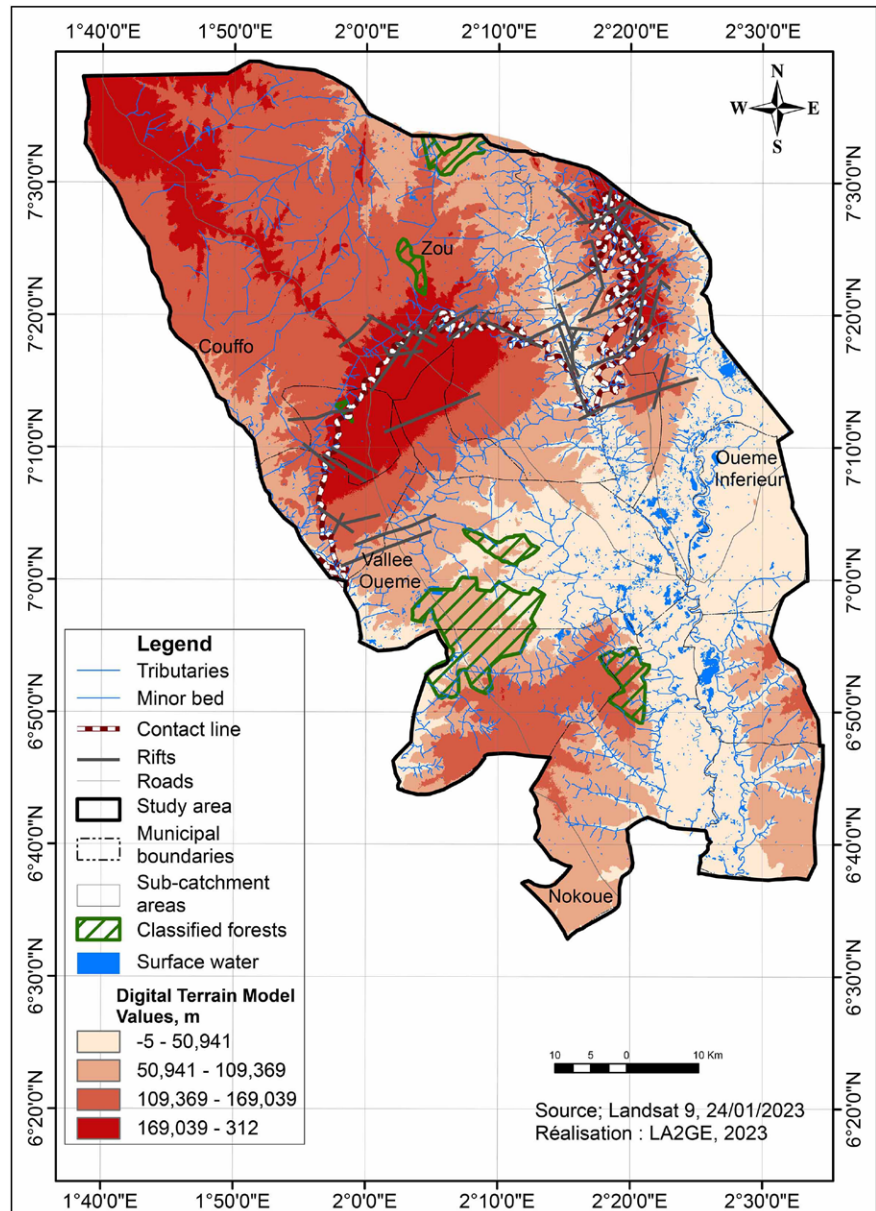 1°40'0"E 1°50'0"E 2°0'0"E 2°10'0"E 2°20'0"E 2°30'0"E
N
W E
S
7°30'0"N 7°30'0"N
Zou
7°20'0"N 7°20'0"N
Couffo
7°10'0"N 7°10'0"N
Oueme
Inferieur
Vallee
Oueme
7°0'0"N 7°0'0"N
Legend
Tributaries
Minor bed
Contact line
Rifts
Roads
Study area
Municipal
boundaries
Sub-catchment
areas
Classified forests
Surface water
Digital Terrain Model
Values, m
-5 - 50,941
50,941 - 109,369
109,369 - 169,039
169,039 - 312
6°50'0"N 6°50'0"N
6°40'0"N 6°40'0"N
Nokoue
6°30'0"N 6°30'0"N
10 5 0 10 Km
Source; Landsat 9, 24/01/2023
Réalisation : LA2GE, 2023
6°20'0"N 6°20'0"N
1°40'0"E 1°50'0"E 2°0'0"E 2°10'0"E 2°20'0"E 2°30'0"E